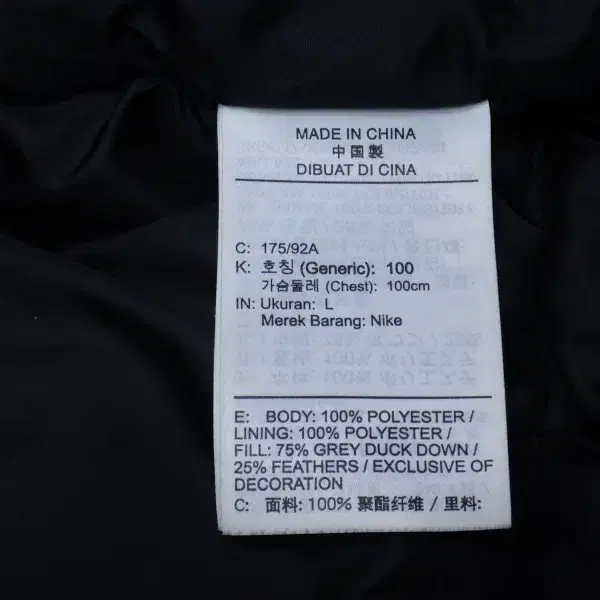 MADE IN CHINA
中国製
DIBUAT DI CINA
C: 175/92A
K: 호칭 (Generic): 100
가슴둘레 (Chest): 100cm
IN: Ukuran: L
Merek Barang: Nike
E: BODY: 100% POLYESTER /
LINING: 100% POLYESTER /
FILL: 75% GREY DUCK DOWN /
25% FEATHERS / EXCLUSIVE OF
DECORATION
C: 面料: 100% 聚酯纤维 / 里料: